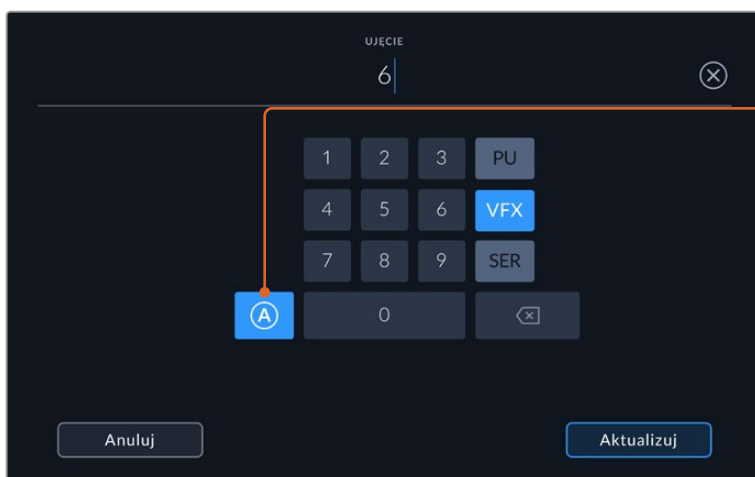 UJĘCIE
6
1 2 3 PU
4 5 6 VFX
7 8 9 SER
A 0
Anuluj Aktualizuj